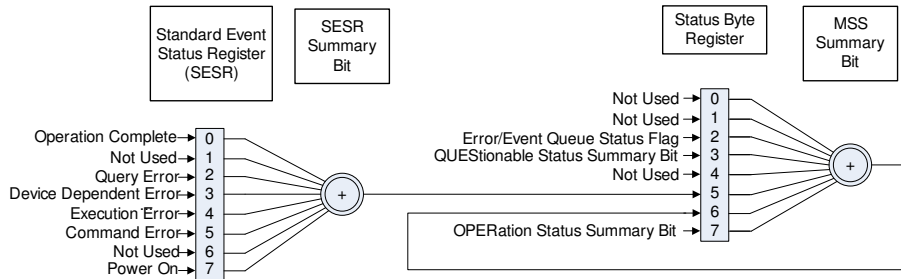 Standard Event
Status Register
(SESR)
SESR
Summary
Bit
Status Byte
Register
MSS
Summary
Bit
Operation Complete
Not Used
Query Error
Device Dependent Error
Execution Error
Command Error
Not Used
Power On
0
1
2
3
4
5
6
7
+
Not Used
Not Used
Error/Event Queue Status Flag
QUEStionable Status Summary Bit
Not Used
OPERation Status Summary Bit
0
1
2
3
4
5
6
7
+